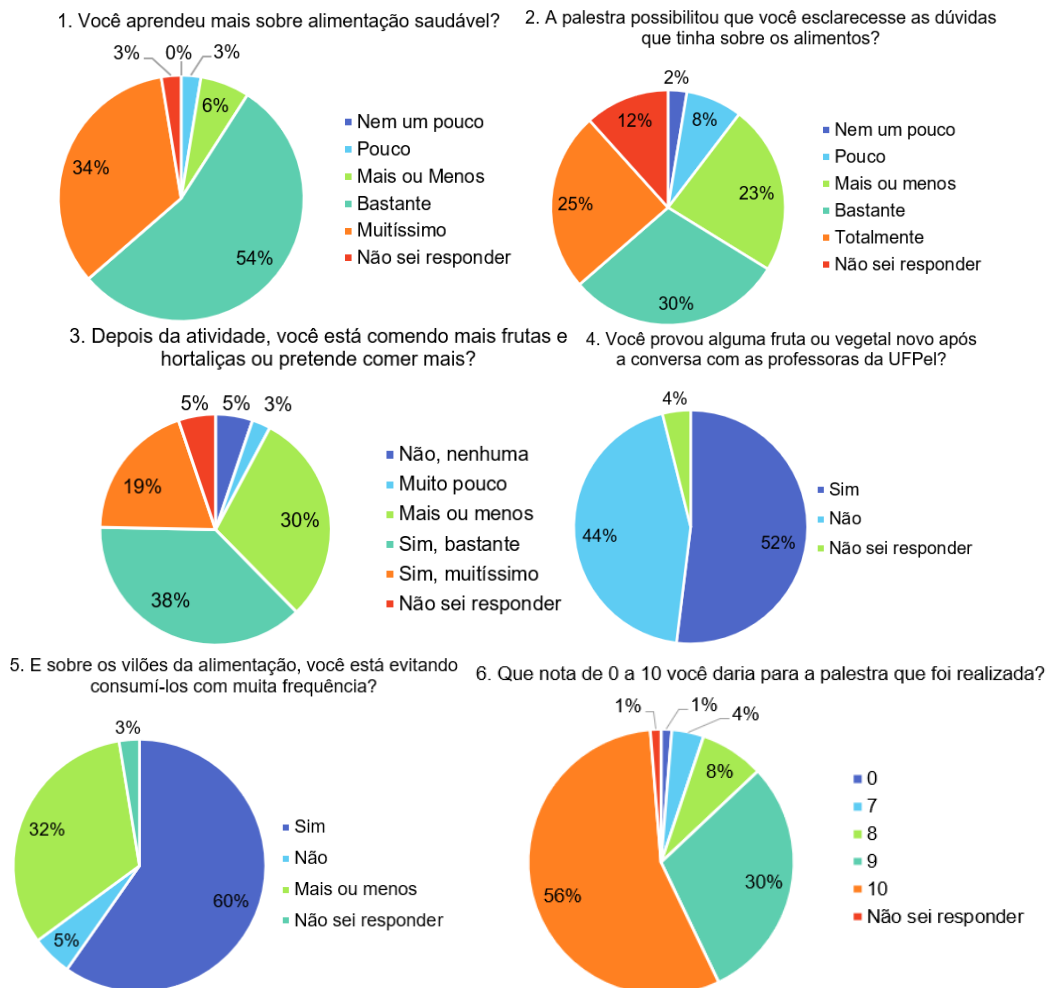 1. Você aprendeu mais sobre alimentação saudável?
3%
0%
3%
6%
34%
54%
Nem um pouco
Pouco
Mais ou Menos
Bastante
Muitíssimo
Não sei responder
2. A palestra possibilitou que você esclarecesse as dúvidas
que tinha sobre os alimentos?
2%
12%
8%
25%
23%
30%
Nem um pouco
Pouco
Mais ou menos
Bastante
Totalmente
Não sei responder
3. Depois da atividade, você está comendo mais frutas e
hortaliças ou pretende comer mais?
5%
5%
3%
19%
30%
38%
Não, nenhuma
Muito pouco
Mais ou menos
Sim, bastante
Sim, muitíssimo
Não sei responder
4. Você provou alguma fruta ou vegetal novo após
a conversa com as professoras da UFPel?
4%
44%
52%
Sim
Não
Não sei responder
5. E sobre os vilões da alimentação, você está evitando
consumí-los com muita frequência?
3%
32%
60%
5%
Sim
Não
Mais ou menos
Não sei responder
6. Que nota de 0 a 10 você daria para a palestra que foi realizada?
1%
1%
4%
8%
56%
30%
0
7
8
9
10
Não sei responder